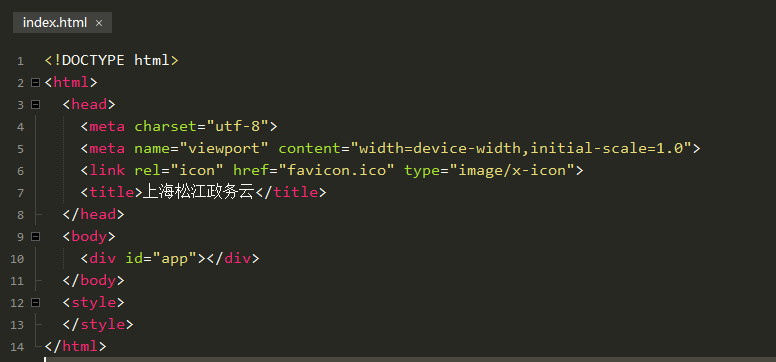 index.html ×
1 <!DOCTYPE html>
2 <html>
3 <head>
4 <meta charset="utf-8">
5 <meta name="viewport" content="width=device-width,initial-scale=1.0">
6 <link rel="icon" href="favicon.ico" type="image/x-icon">
7 <title>上海松江政务云</title>
8 </head>
9 <body>
10 <div id="app"></div>
11 </body>
12 <style>
13 </style>
14 </html>